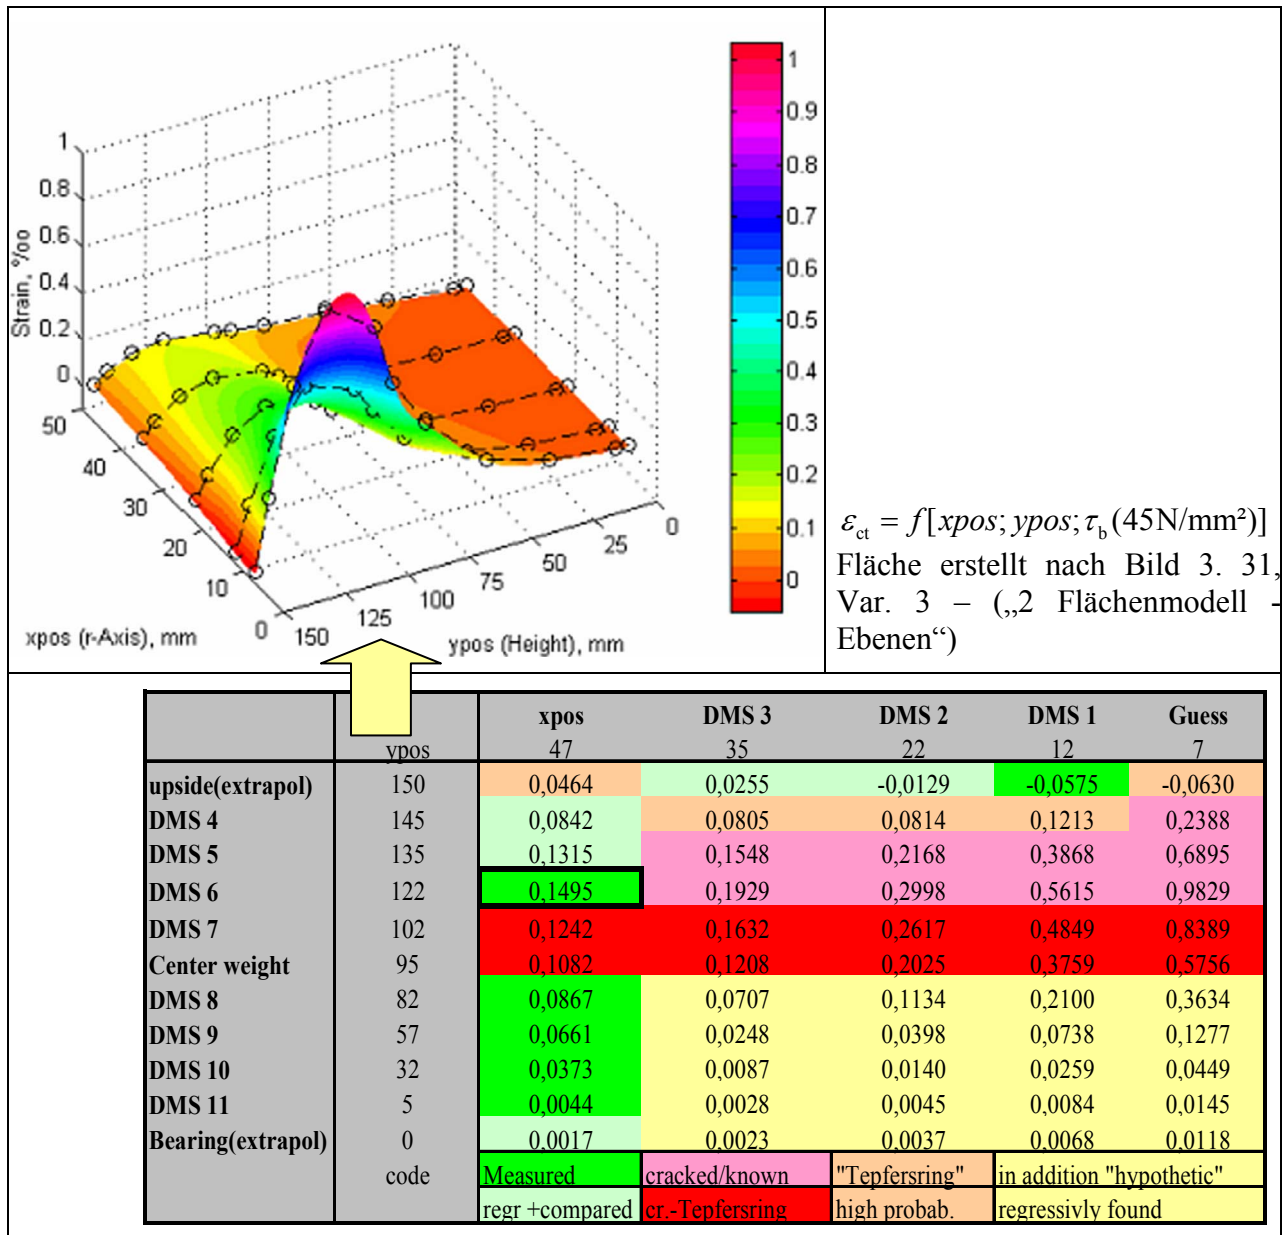 1
0.8
0.6
0.4
0.2
0
Strain, °/oo
50
40
30
20
10
0
xpos (r-Axis), mm
150
125
100
75
50
25
0
ypos (Height), mm
1
0.9
0.8
0.7
0.6
0.5
0.4
0.3
0.2
0.1
0
ε_ct = f[xpos; ypos; τ_b (45N/mm²)]
Fläche erstellt nach Bild 3. 31,
Var. 3 – („2 Flächenmodell -
Ebenen“)
xpos DMS 3 DMS 2 DMS 1 Guess
ypos 47 35 22 12 7
upside(extrapol) 150 0,0464 0,0255 -0,0129 -0,0575 -0,0630
DMS 4 145 0,0842 0,0805 0,0814 0,1213 0,2388
DMS 5 135 0,1315 0,1548 0,2168 0,3868 0,6895
DMS 6 122 0,1495 0,1929 0,2998 0,5615 0,9829
DMS 7 102 0,1242 0,1632 0,2617 0,4849 0,8389
Center weight 95 0,1082 0,1208 0,2025 0,3759 0,5756
DMS 8 82 0,0867 0,0707 0,1134 0,2100 0,3634
DMS 9 57 0,0661 0,0248 0,0398 0,0738 0,1277
DMS 10 32 0,0373 0,0087 0,0140 0,0259 0,0449
DMS 11 5 0,0044 0,0028 0,0045 0,0084 0,0145
Bearing(extrapol) 0 0,0017 0,0023 0,0037 0,0068 0,0118
code Measured cracked/known "Tepfersring" in addition "hypothetic"
regr +compared cr.-Tepfersring high probab. regressivly found